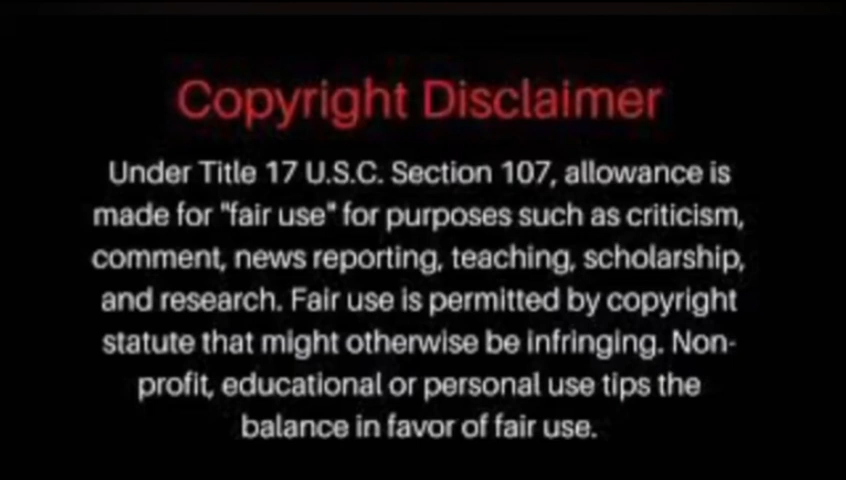 Copyright Disclaimer
Under Title 17 U.S.C. Section 107, allowance is
made for "fair use" for purposes such as criticism,
comment, news reporting, teaching, scholarship,
and research. Fair use is permitted by copyright
statute that might otherwise be infringing. Non-
profit, educational or personal use tips the
balance in favor of fair use.